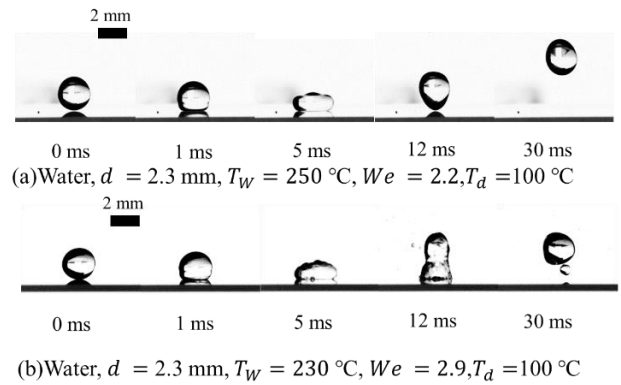 2 mm
0 ms 1 ms 5 ms 12 ms 30 ms
(a)Water, d = 2.3 mm, T_W = 250 °C, We = 2.2,T_d =100 °C
2 mm
0 ms 1 ms 5 ms 12 ms 30 ms
(b)Water, d = 2.3 mm, T_W = 230 °C, We = 2.9,T_d =100 °C